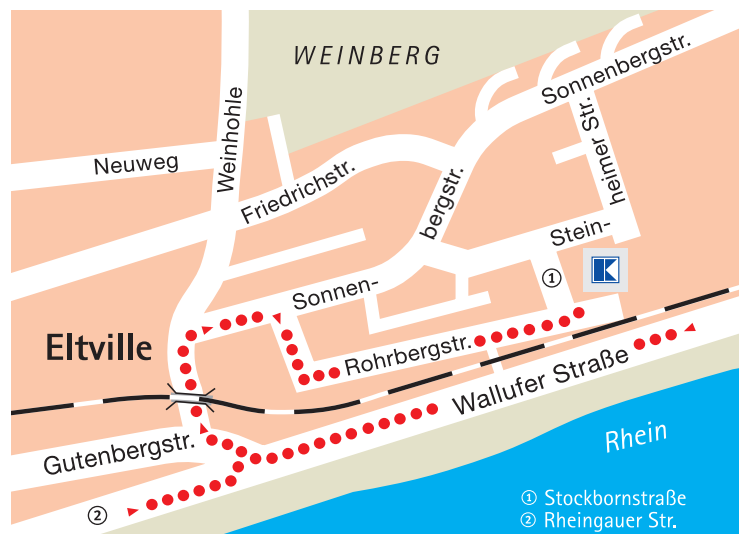 WEINBERG
Sonnenbergstr.
Neuweg
Weinhohle
Friedrichstr.
bergstr.
Stein-
heimer Str.
①
K
Sonnen-
Eltville
Rohrbergstr.
Wallufer Straße
Gutenbergstr.
Rhein
②
① Stockbornstraße
② Rheingauer Str.